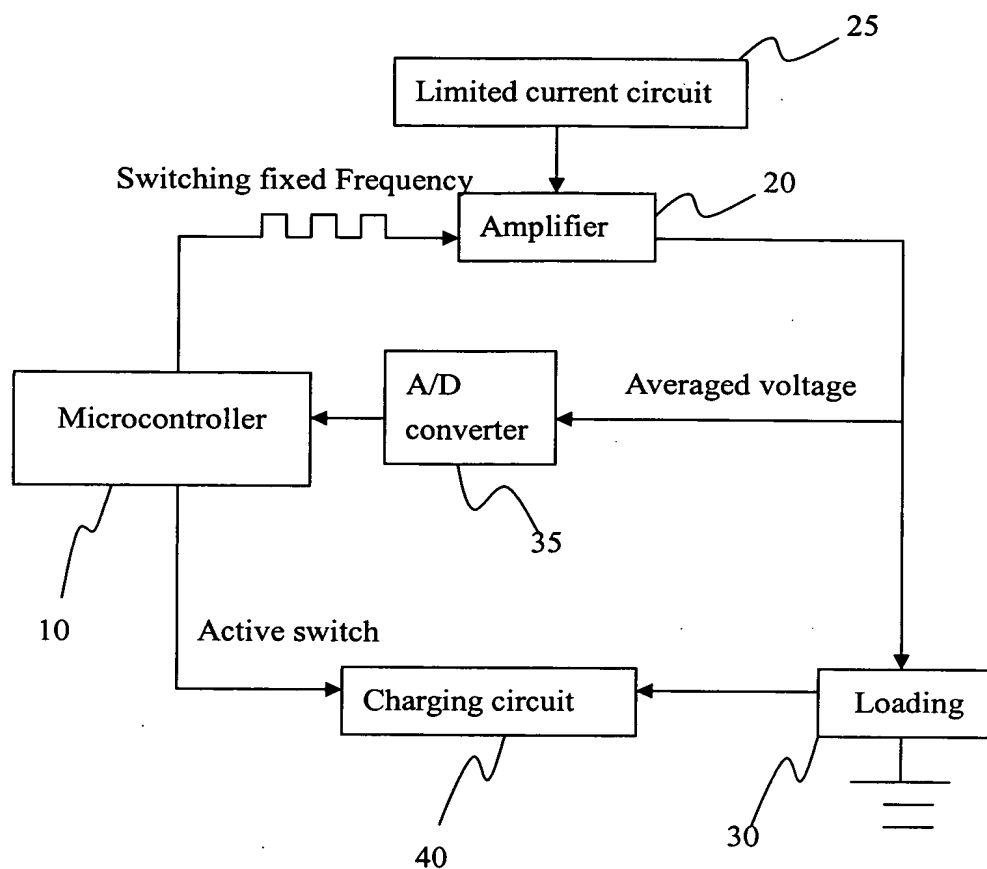 25
Limited current circuit
Switching fixed Frequency
20
Amplifier
A/D
converter
Averaged voltage
Microcontroller
35
10
Active switch
Charging circuit
Loading
30
40